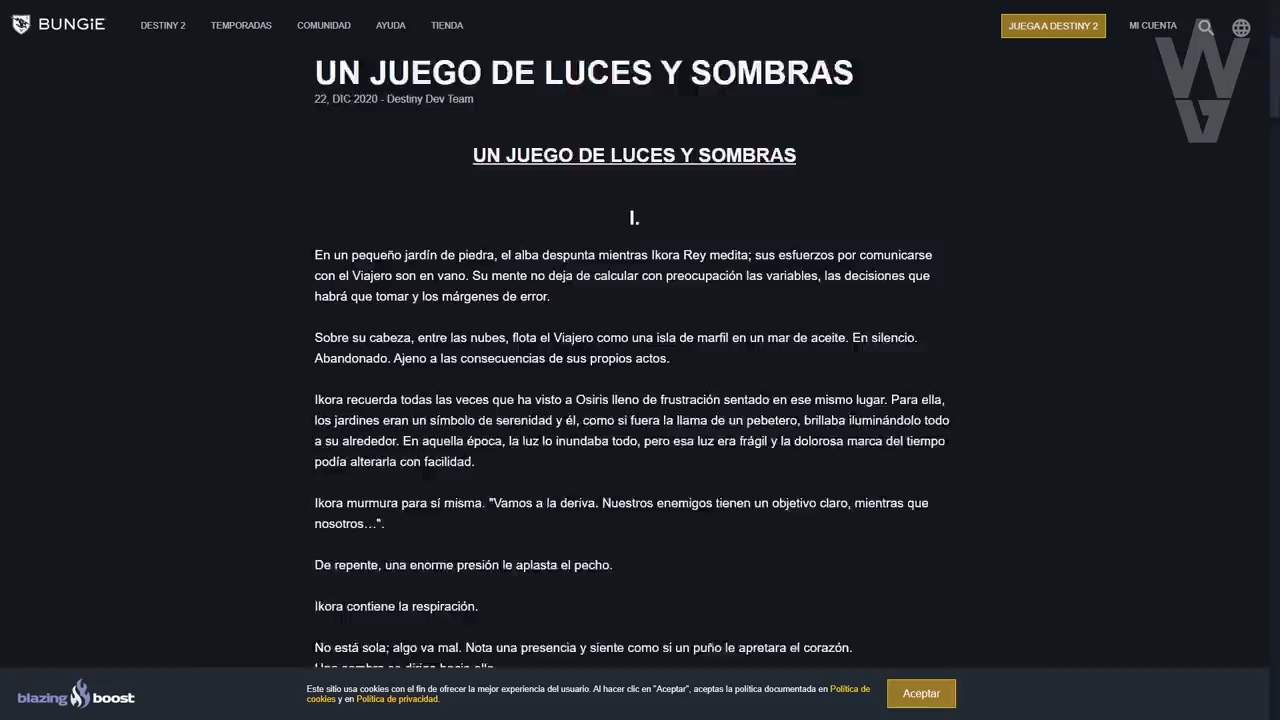 BUNGIE
DESTINY 2
TEMPORADAS
COMUNIDAD
AYUDA
TIENDA
JUEGA A DESTINY 2
MI CUENTA
UN JUEGO DE LUCES Y SOMBRAS
22, DIC 2020 - Destiny Dev Team
UN JUEGO DE LUCES Y SOMBRAS
I.
En un pequeño jardín de piedra, el alba despunta mientras Ikora Rey medita; sus esfuerzos por comunicarse
con el Viajero son en vano. Su mente no deja de calcular con preocupación las variables, las decisiones que
habrá que tomar y los márgenes de error.
Sobre su cabeza, entre las nubes, flota el Viajero como una isla de marfil en un mar de aceite. En silencio.
Abandonado. Ajeno a las consecuencias de sus propios actos.
Ikora recuerda todas las veces que ha visto a Osiris lleno de frustración sentado en ese mismo lugar. Para ella,
los jardines eran un símbolo de serenidad y él, como si fuera la llama de un pebetero, brillaba iluminándolo todo
a su alrededor. En aquella época, la luz lo inundaba todo, pero esa luz era frágil y la dolorosa marca del tiempo
podía alterarla con facilidad.
Ikora murmura para sí misma. "Vamos a la deriva. Nuestros enemigos tienen un objetivo claro, mientras que
nosotros…".
De repente, una enorme presión le aplasta el pecho.
Ikora contiene la respiración.
No está sola; algo va mal. Nota una presencia y siente como si un puño le apretara el corazón.
Una sombra se dirige hacia ella.
blazing boost
Este sitio usa cookies con el fin de ofrecer la mejor experiencia del usuario. Al hacer clic en "Aceptar", aceptas la política documentada en Política de
cookies y en Política de privacidad.
Aceptar